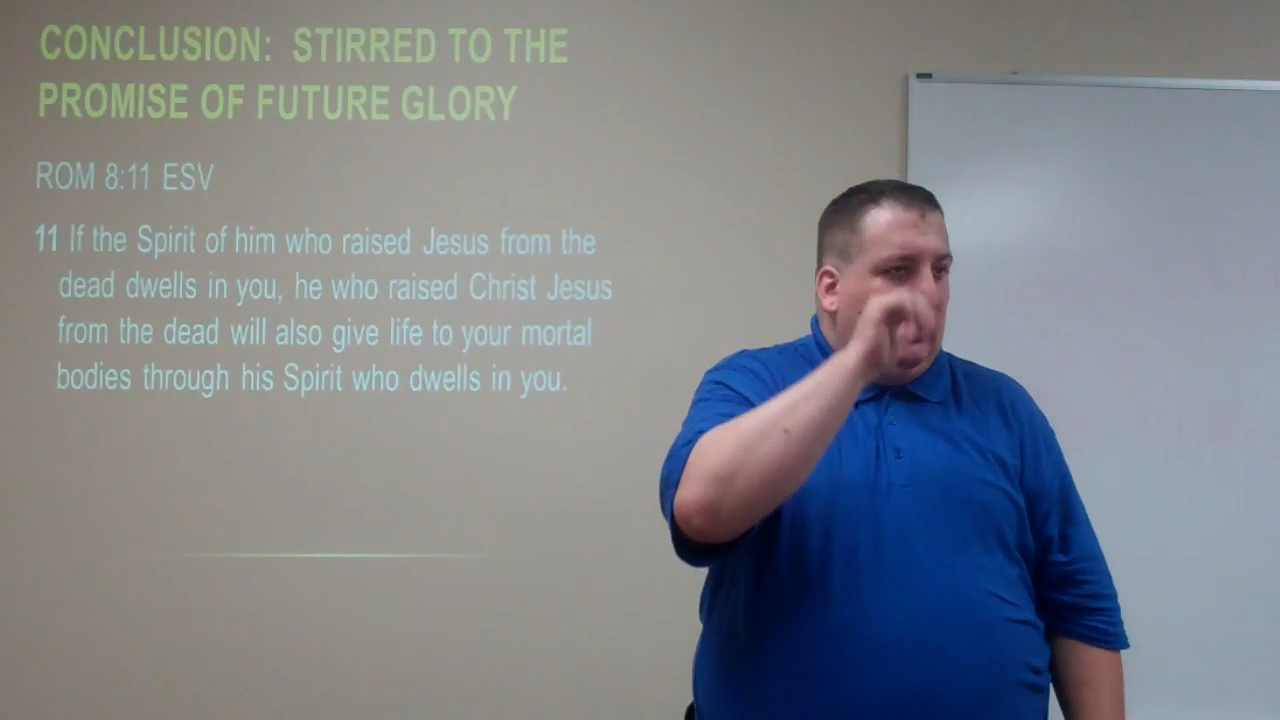 CONCLUSION: STIRRED TO THE
PROMISE OF FUTURE GLORY
ROM 8:11 ESV
11 If the Spirit of him who raised Jesus from the
dead dwells in you, he who raised Christ Jesus
from the dead will also give life to your mortal
bodies through his Spirit who dwells in you.